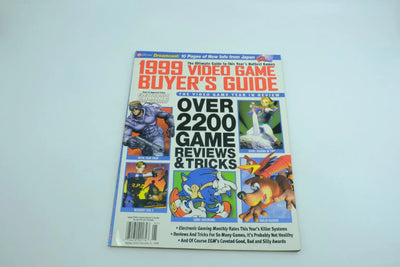 Dreamcast: 10 Pages of New Info from Japan
The Ultimate Guide to This Year's Hottest Games
1999 VIDEO GAME
BUYER'S GUIDE
THE VIDEO GAME YEAR IN REVIEW
OVER
2200
GAME
REVIEWS
& TRICKS
• Electronic Gaming Monthly Rates This Year's Killer Systems
• Reviews And Tricks For So Many Games, It's Probably Not Healthy
• And Of Course EGM's Coveted Good, Bad and Silly Awards